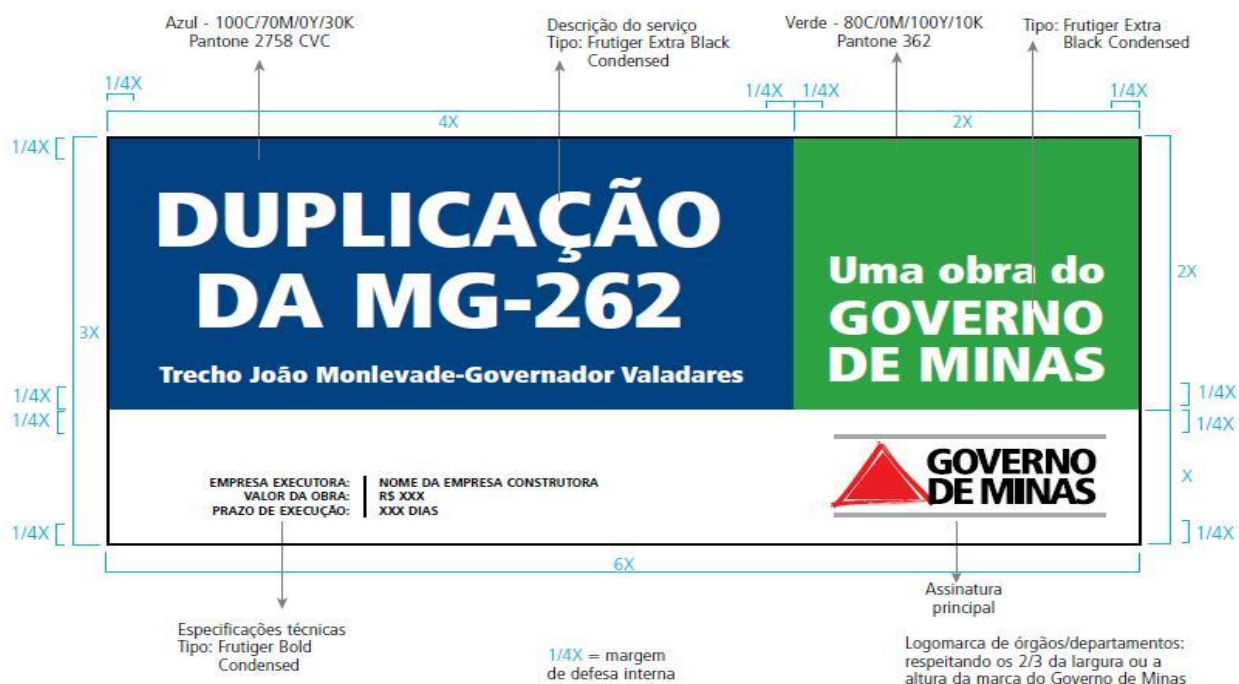 Azul - 100C/70M/0Y/30K
Pantone 2758 CVC
Descrição do serviço
Tipo: Frutiger Extra Black
Condensed
Verde - 80C/0M/100Y/10K
Pantone 362
Tipo: Frutiger Extra
Black Condensed
1/4X
1/4X
1/4X
1/4X
4X
2X
1/4X
DUPLICAÇÃO
DA MG-262
Trecho João Monlevade-Governador Valadares
Uma obra do
GOVERNO
DE MINAS
3X
2X
1/4X
1/4X
1/4X
1/4X
EMPRESA EXECUTORA: NOME DA EMPRESA CONSTRUTORA
VALOR DA OBRA: R$ XXX
PRAZO DE EXECUÇÃO: XXX DIAS
GOVERNO
DE MINAS
X
1/4X
1/4X
6X
Especificações técnicas
Tipo: Frutiger Bold
Condensed
1/4X = margem
de defesa interna
Assinatura
principal
Logomarca de órgãos/departamentos:
respeitando os 2/3 da largura ou a
altura da marca do Governo de Minas